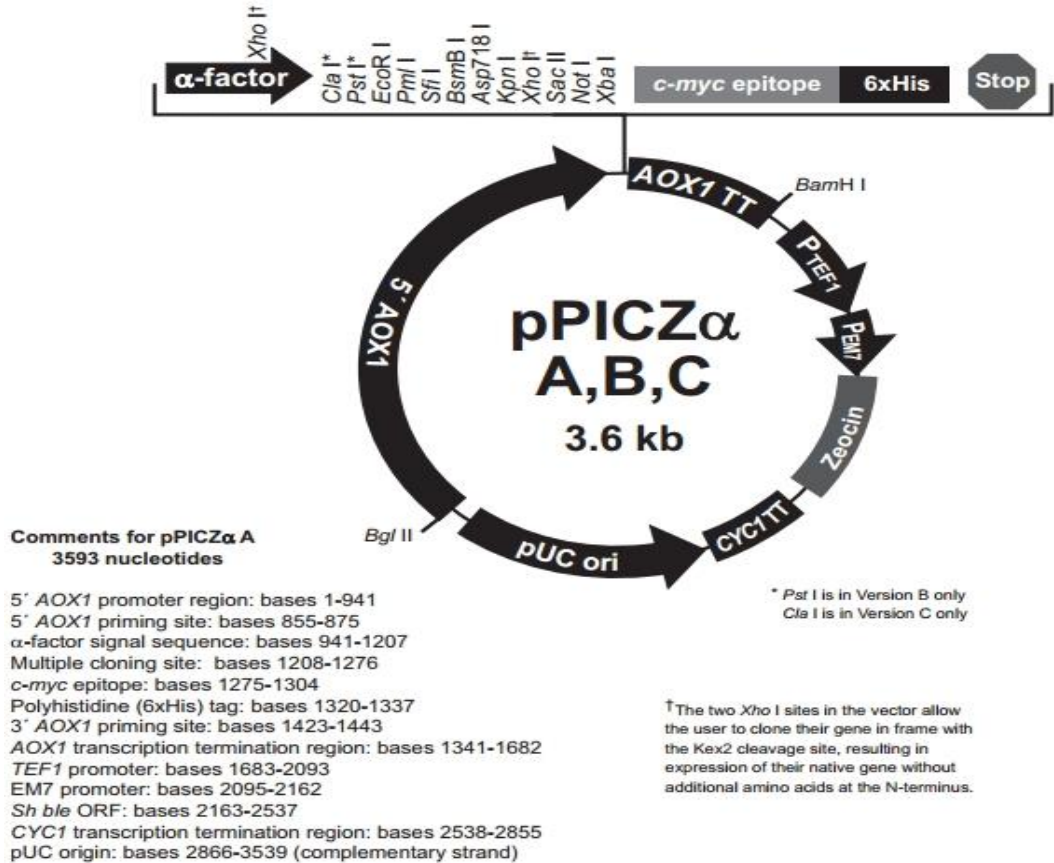 Xho I†
α-factor
Cla I*
Pst I*
EcoR I
Pml I
Sfi I
BsmB I
Asp718 I
Kpn I
Xho I†
Sac II
Not I
Xba I
c-myc epitope
6xHis
Stop
AOX1 TT
BamH I
PTEF1
PEM7
Zeocin
CYC1 TT
pUC ori
Bgl II
5´ AOX1
pPICZα
A,B,C
3.6 kb
Comments for pPICZα A
3593 nucleotides
5´ AOX1 promoter region: bases 1-941
5´ AOX1 priming site: bases 855-875
α-factor signal sequence: bases 941-1207
Multiple cloning site: bases 1208-1276
c-myc epitope: bases 1275-1304
Polyhistidine (6xHis) tag: bases 1320-1337
3´ AOX1 priming site: bases 1423-1443
AOX1 transcription termination region: bases 1341-1682
TEF1 promoter: bases 1683-2093
EM7 promoter: bases 2095-2162
Sh ble ORF: bases 2163-2537
CYC1 transcription termination region: bases 2538-2855
pUC origin: bases 2866-3539 (complementary strand)
* Pst I is in Version B only
Cla I is in Version C only
†The two Xho I sites in the vector allow
the user to clone their gene in frame with
the Kex2 cleavage site, resulting in
expression of their native gene without
additional amino acids at the N-terminus.